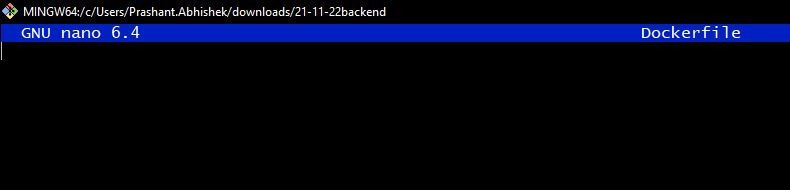 MINGW64:/c/Users/Prashant.Abhishek/downloads/21-11-22backend
GNU nano 6.4 Dockerfile